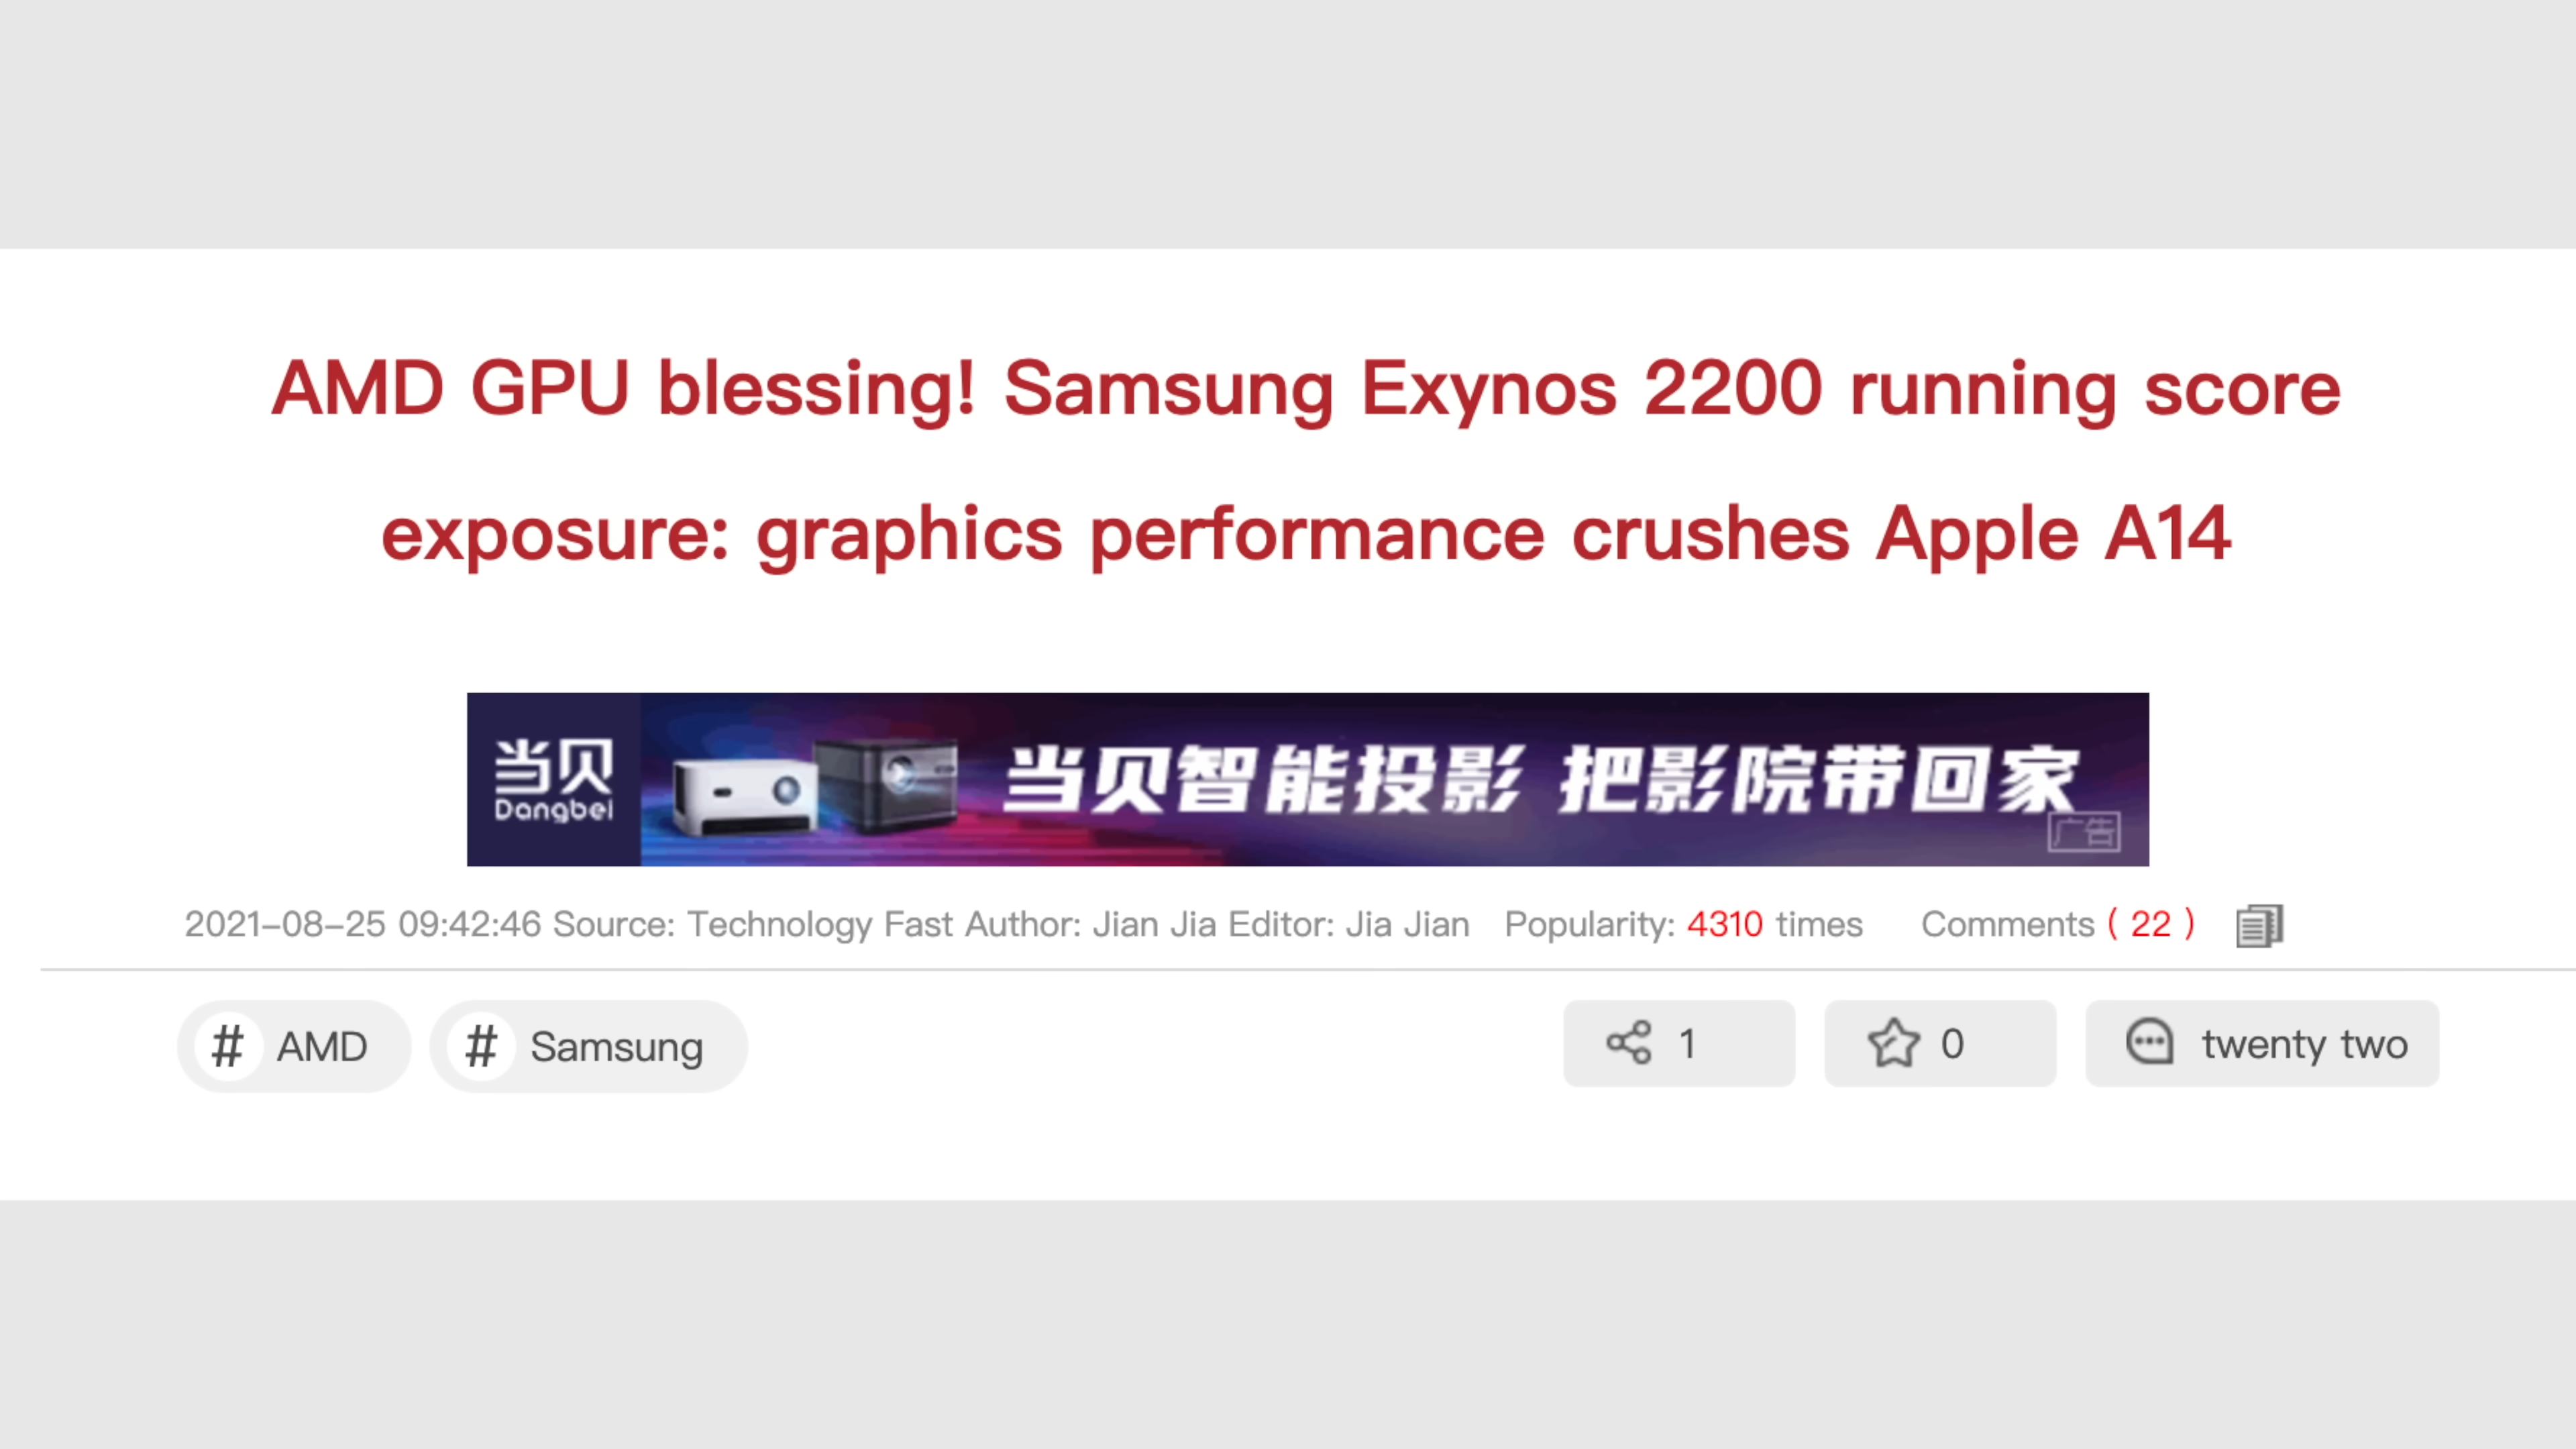 AMD GPU blessing! Samsung Exynos 2200 running score
exposure: graphics performance crushes Apple A14
当贝
Dangbei
当贝智能投影 把影院带回家
广告
2021-08-25 09:42:46 Source: Technology Fast Author: Jian Jia Editor: Jia Jian Popularity: 4310 times Comments ( 22 )
# AMD # Samsung 1 0 twenty two